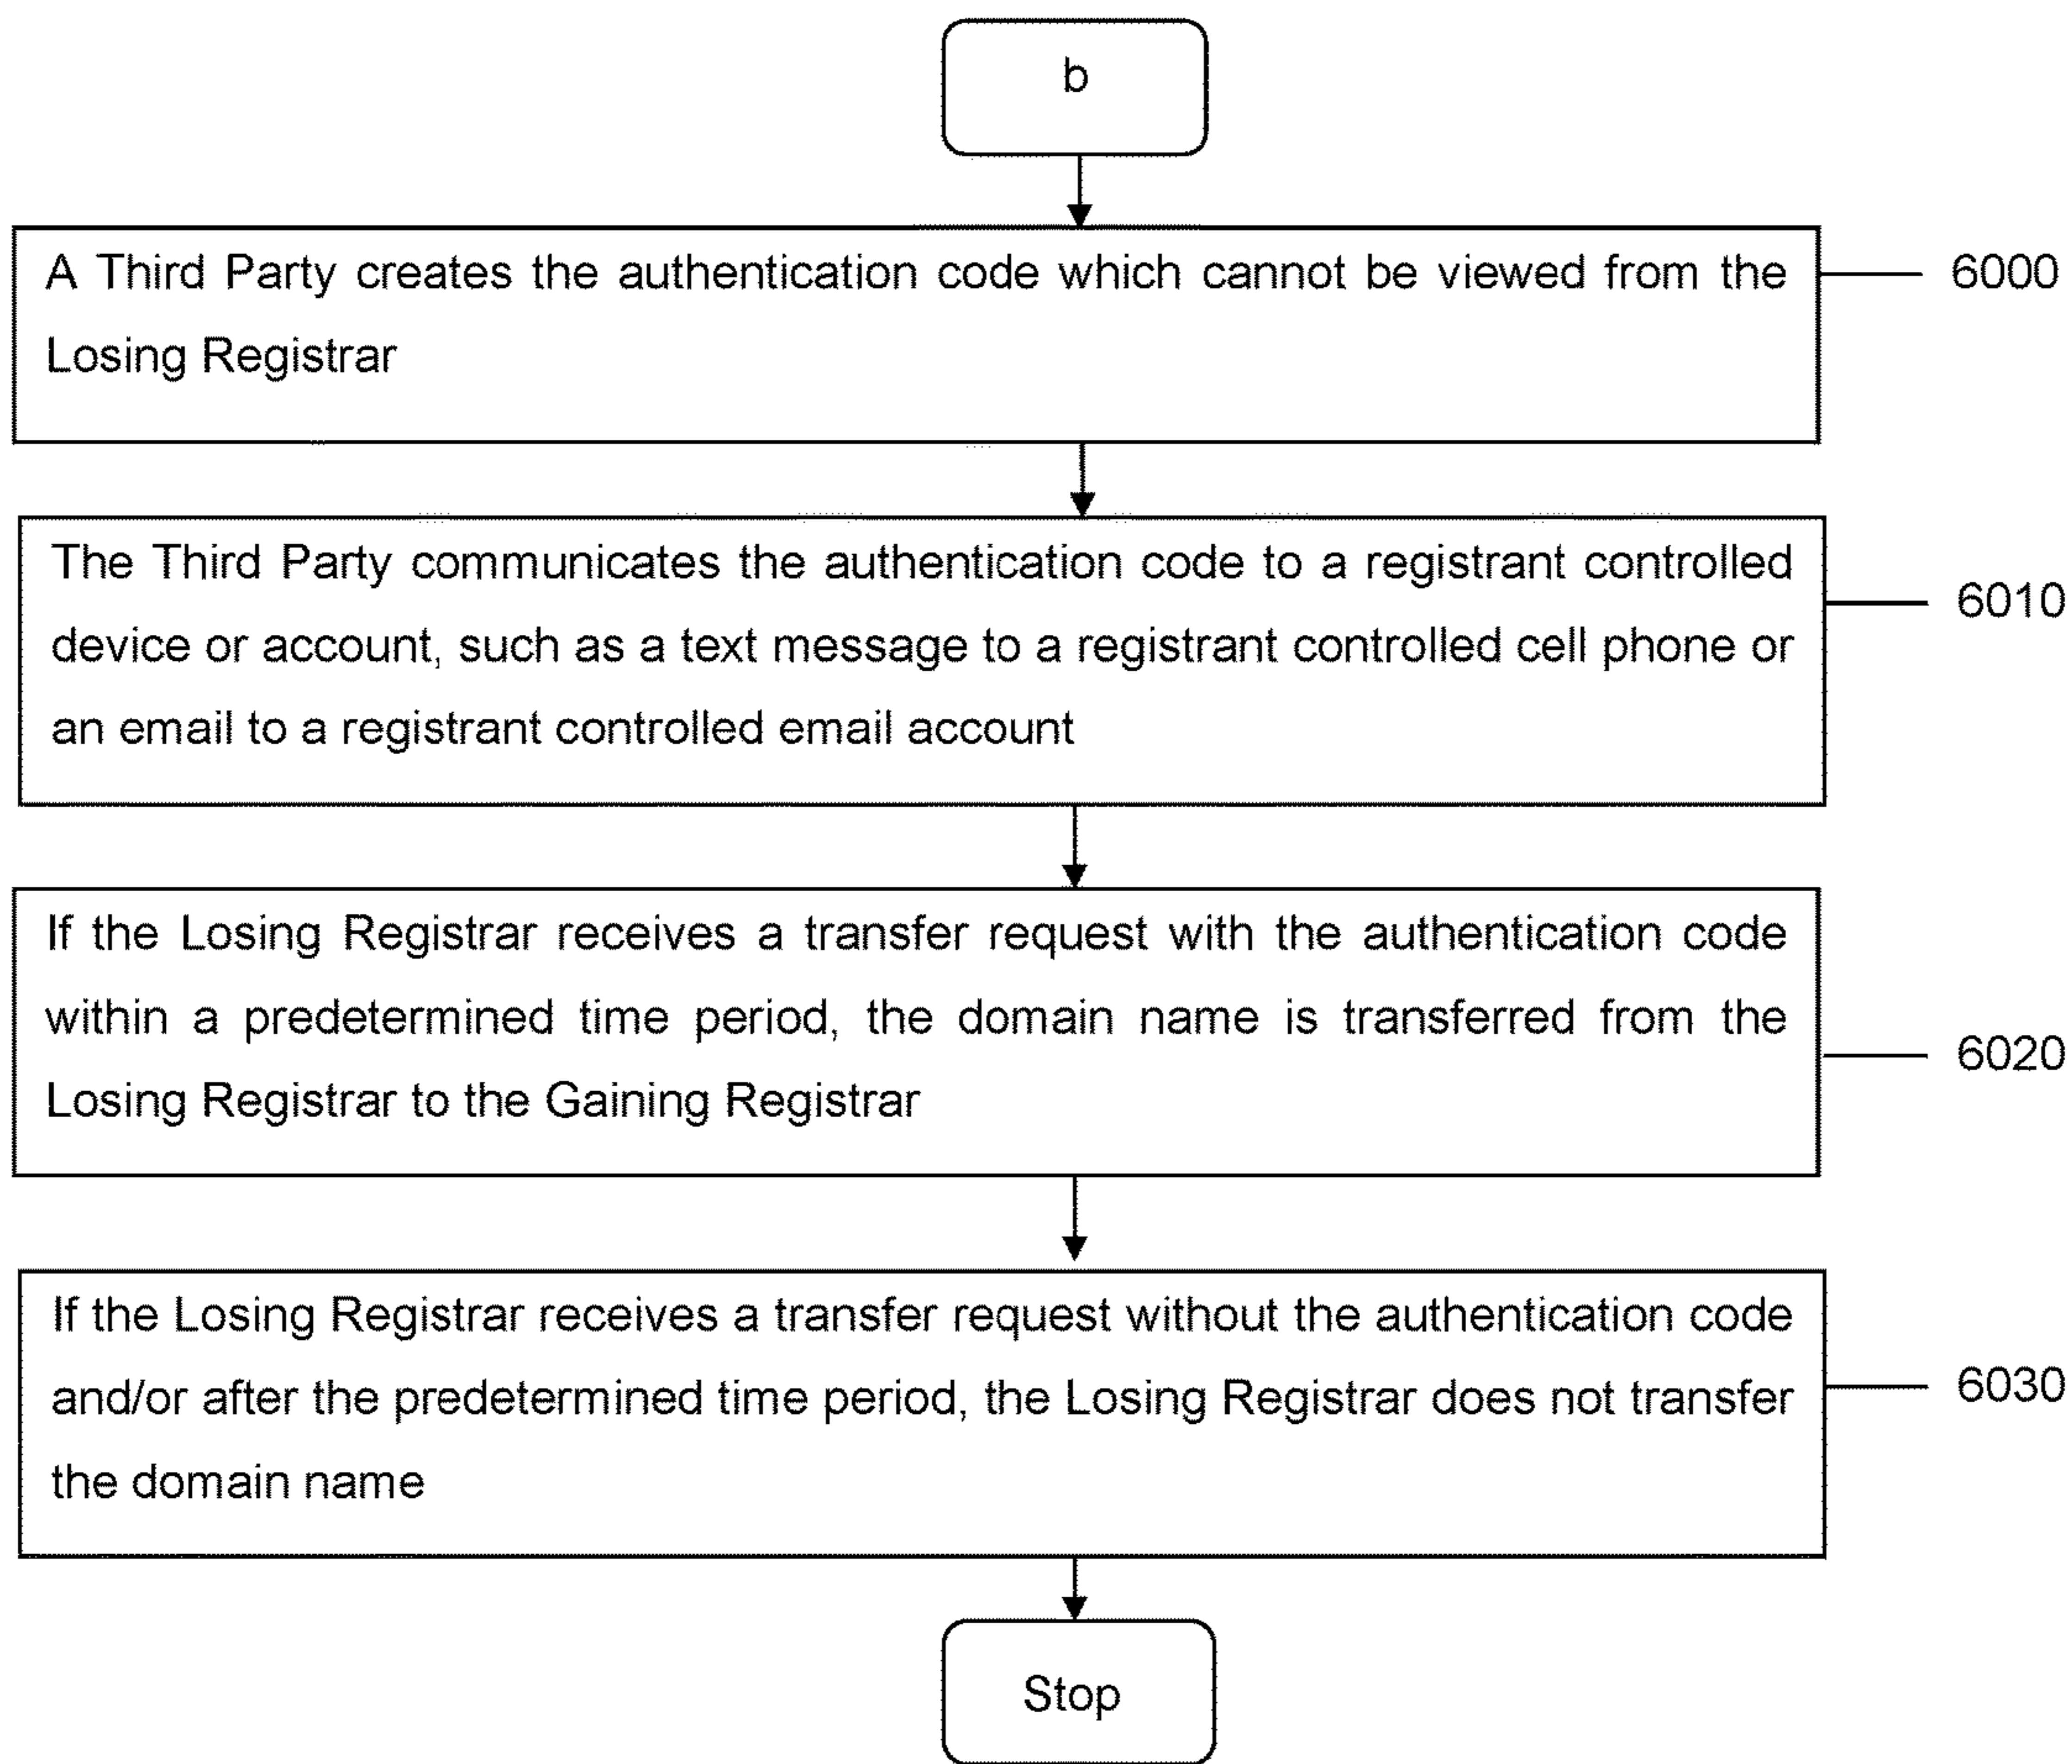 b
A Third Party creates the authentication code which cannot be viewed from the
6000
Losing Registrar
The Third Party communicates the authentication code to a registrant controlled
6010
device or account, such as a text message to a registrant controlled cell phone or
an email to a registrant controlled email account
If the Losing Registrar receives a transfer request with the authentication code
within a predetermined time period, the domain name is transferred from the
6020
Losing Registrar to the Gaining Registrar
If the Losing Registrar receives a transfer request without the authentication code
and/or after the predetermined time period, the Losing Registrar does not transfer
6030
the domain name
Stop